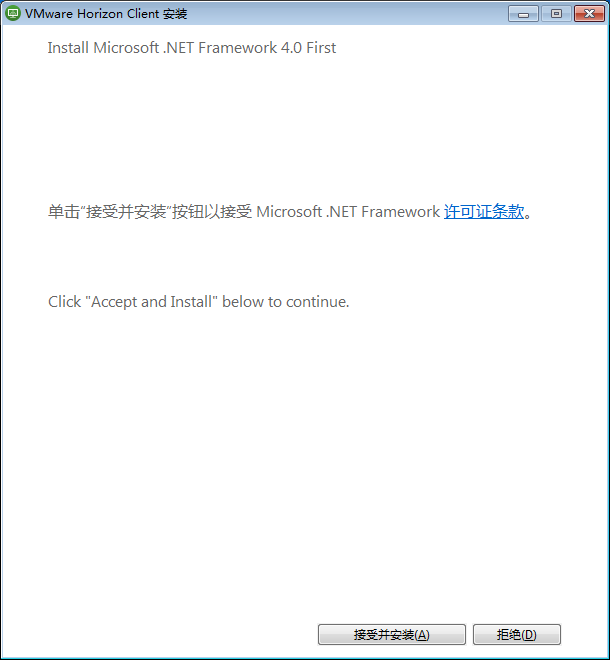 VMware Horizon Client 安装
Install Microsoft .NET Framework 4.0 First
单击“接受并安装”按钮以接受 Microsoft .NET Framework 许可证条款。
Click "Accept and Install" below to continue.
接受并安装(A) 拒绝(D)